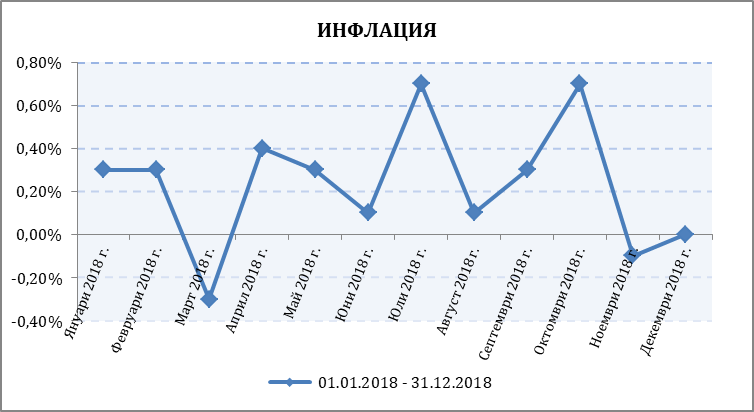 ИНФЛАЦИЯ
0,80%
0,60%
0,40%
0,20%
0,00%
-0,20%
-0,40%
Януари 2018 г.
Февруари 2018 г.
Март 2018 г.
Април 2018 г.
Май 2018 г.
Юни 2018 г.
Юли 2018 г.
Август 2018 г.
Септември 2018 г.
Октомври 2018 г.
Ноември 2018 г.
Декември 2018 г.
01.01.2018 - 31.12.2018